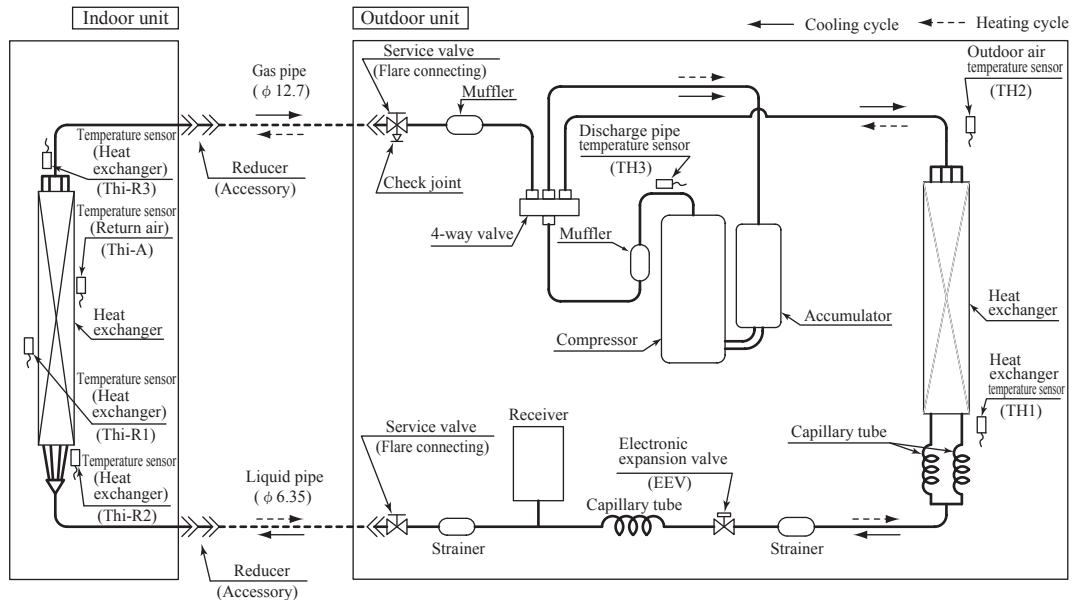 Indoor unit
Outdoor unit
Cooling cycle
Heating cycle
Gas pipe
( φ 12.7)
Service valve
(Flare connecting)
Muffler
Check joint
Reducer
(Accessory)
Temperature sensor
(Heat
exchanger)
(Thi-R3)
Temperature sensor
(Return air)
(Thi-A)
Heat
exchanger
Temperature sensor
(Heat
exchanger)
(Thi-R1)
Temperature sensor
(Heat
exchanger)
(Thi-R2)
Discharge pipe
temperature sensor
(TH3)
4-way valve
Muffler
Compressor
Accumulator
Outdoor air
temperature sensor
(TH2)
Heat
exchanger
Heat
exchanger
temperature sensor
(TH1)
Capillary tube
Liquid pipe
( φ 6.35)
Reducer
(Accessory)
Service valve
(Flare connecting)
Strainer
Receiver
Capillary tube
Electronic
expansion valve
(EEV)
Strainer